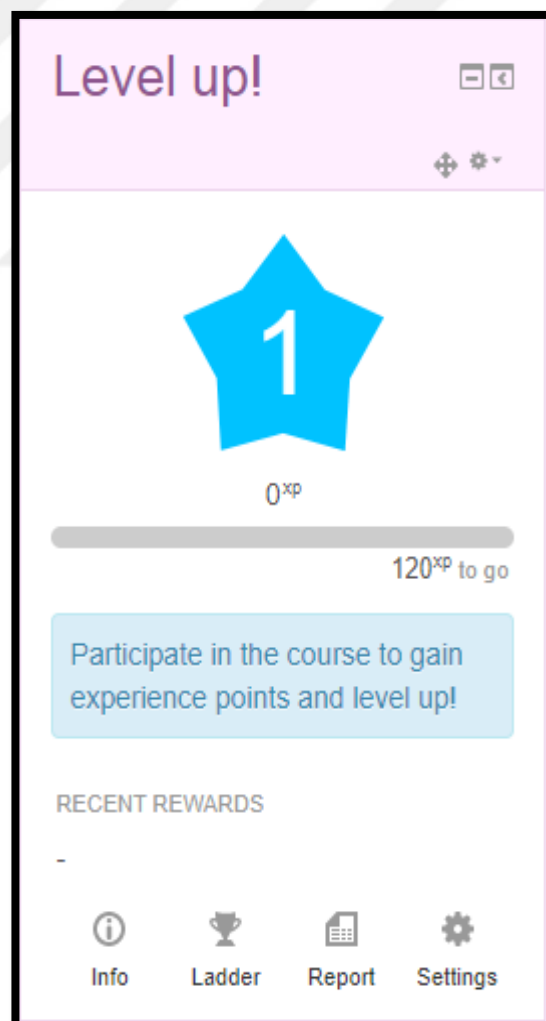 Level up!
1
0xp
120xp to go
Participate in the course to gain
experience points and level up!
RECENT REWARDS
-
Info Ladder Report Settings